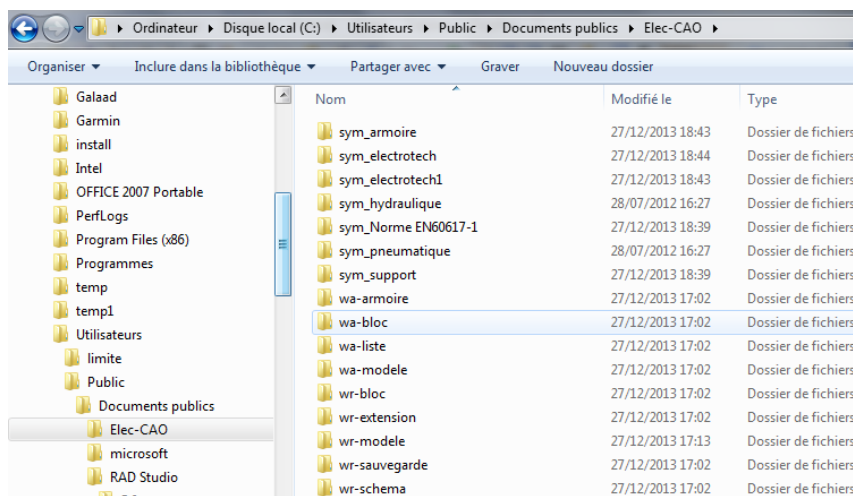 Ordinateur ▸ Disque local (C:) ▸ Utilisateurs ▸ Public ▸ Documents publics ▸ Elec-CAO ▸
Organiser ▾ Inclure dans la bibliothèque ▾ Partager avec ▾ Graver Nouveau dossier
Galaad
Garmin
install
Intel
OFFICE 2007 Portable
PerfLogs
Program Files (x86)
Programmes
temp
temp1
Utilisateurs
limite
Public
Documents publics
Elec-CAO
microsoft
RAD Studio
Nom Modifié le Type
sym_armoire 27/12/2013 18:43 Dossier de fichiers
sym_electrotech 27/12/2013 18:44 Dossier de fichiers
sym_electrotech1 27/12/2013 18:43 Dossier de fichiers
sym_hydraulique 28/07/2012 16:27 Dossier de fichiers
sym_Norme EN60617-1 27/12/2013 18:39 Dossier de fichiers
sym_pneumatique 28/07/2012 16:27 Dossier de fichiers
sym_support 27/12/2013 18:39 Dossier de fichiers
wa-armoire 27/12/2013 17:02 Dossier de fichiers
wa-bloc 27/12/2013 17:02 Dossier de fichiers
wa-liste 27/12/2013 17:02 Dossier de fichiers
wa-modele 27/12/2013 17:02 Dossier de fichiers
wr-bloc 27/12/2013 17:02 Dossier de fichiers
wr-extension 27/12/2013 17:02 Dossier de fichiers
wr-modele 27/12/2013 17:13 Dossier de fichiers
wr-sauvegarde 27/12/2013 17:02 Dossier de fichiers
wr-schema 27/12/2013 17:02 Dossier de fichiers